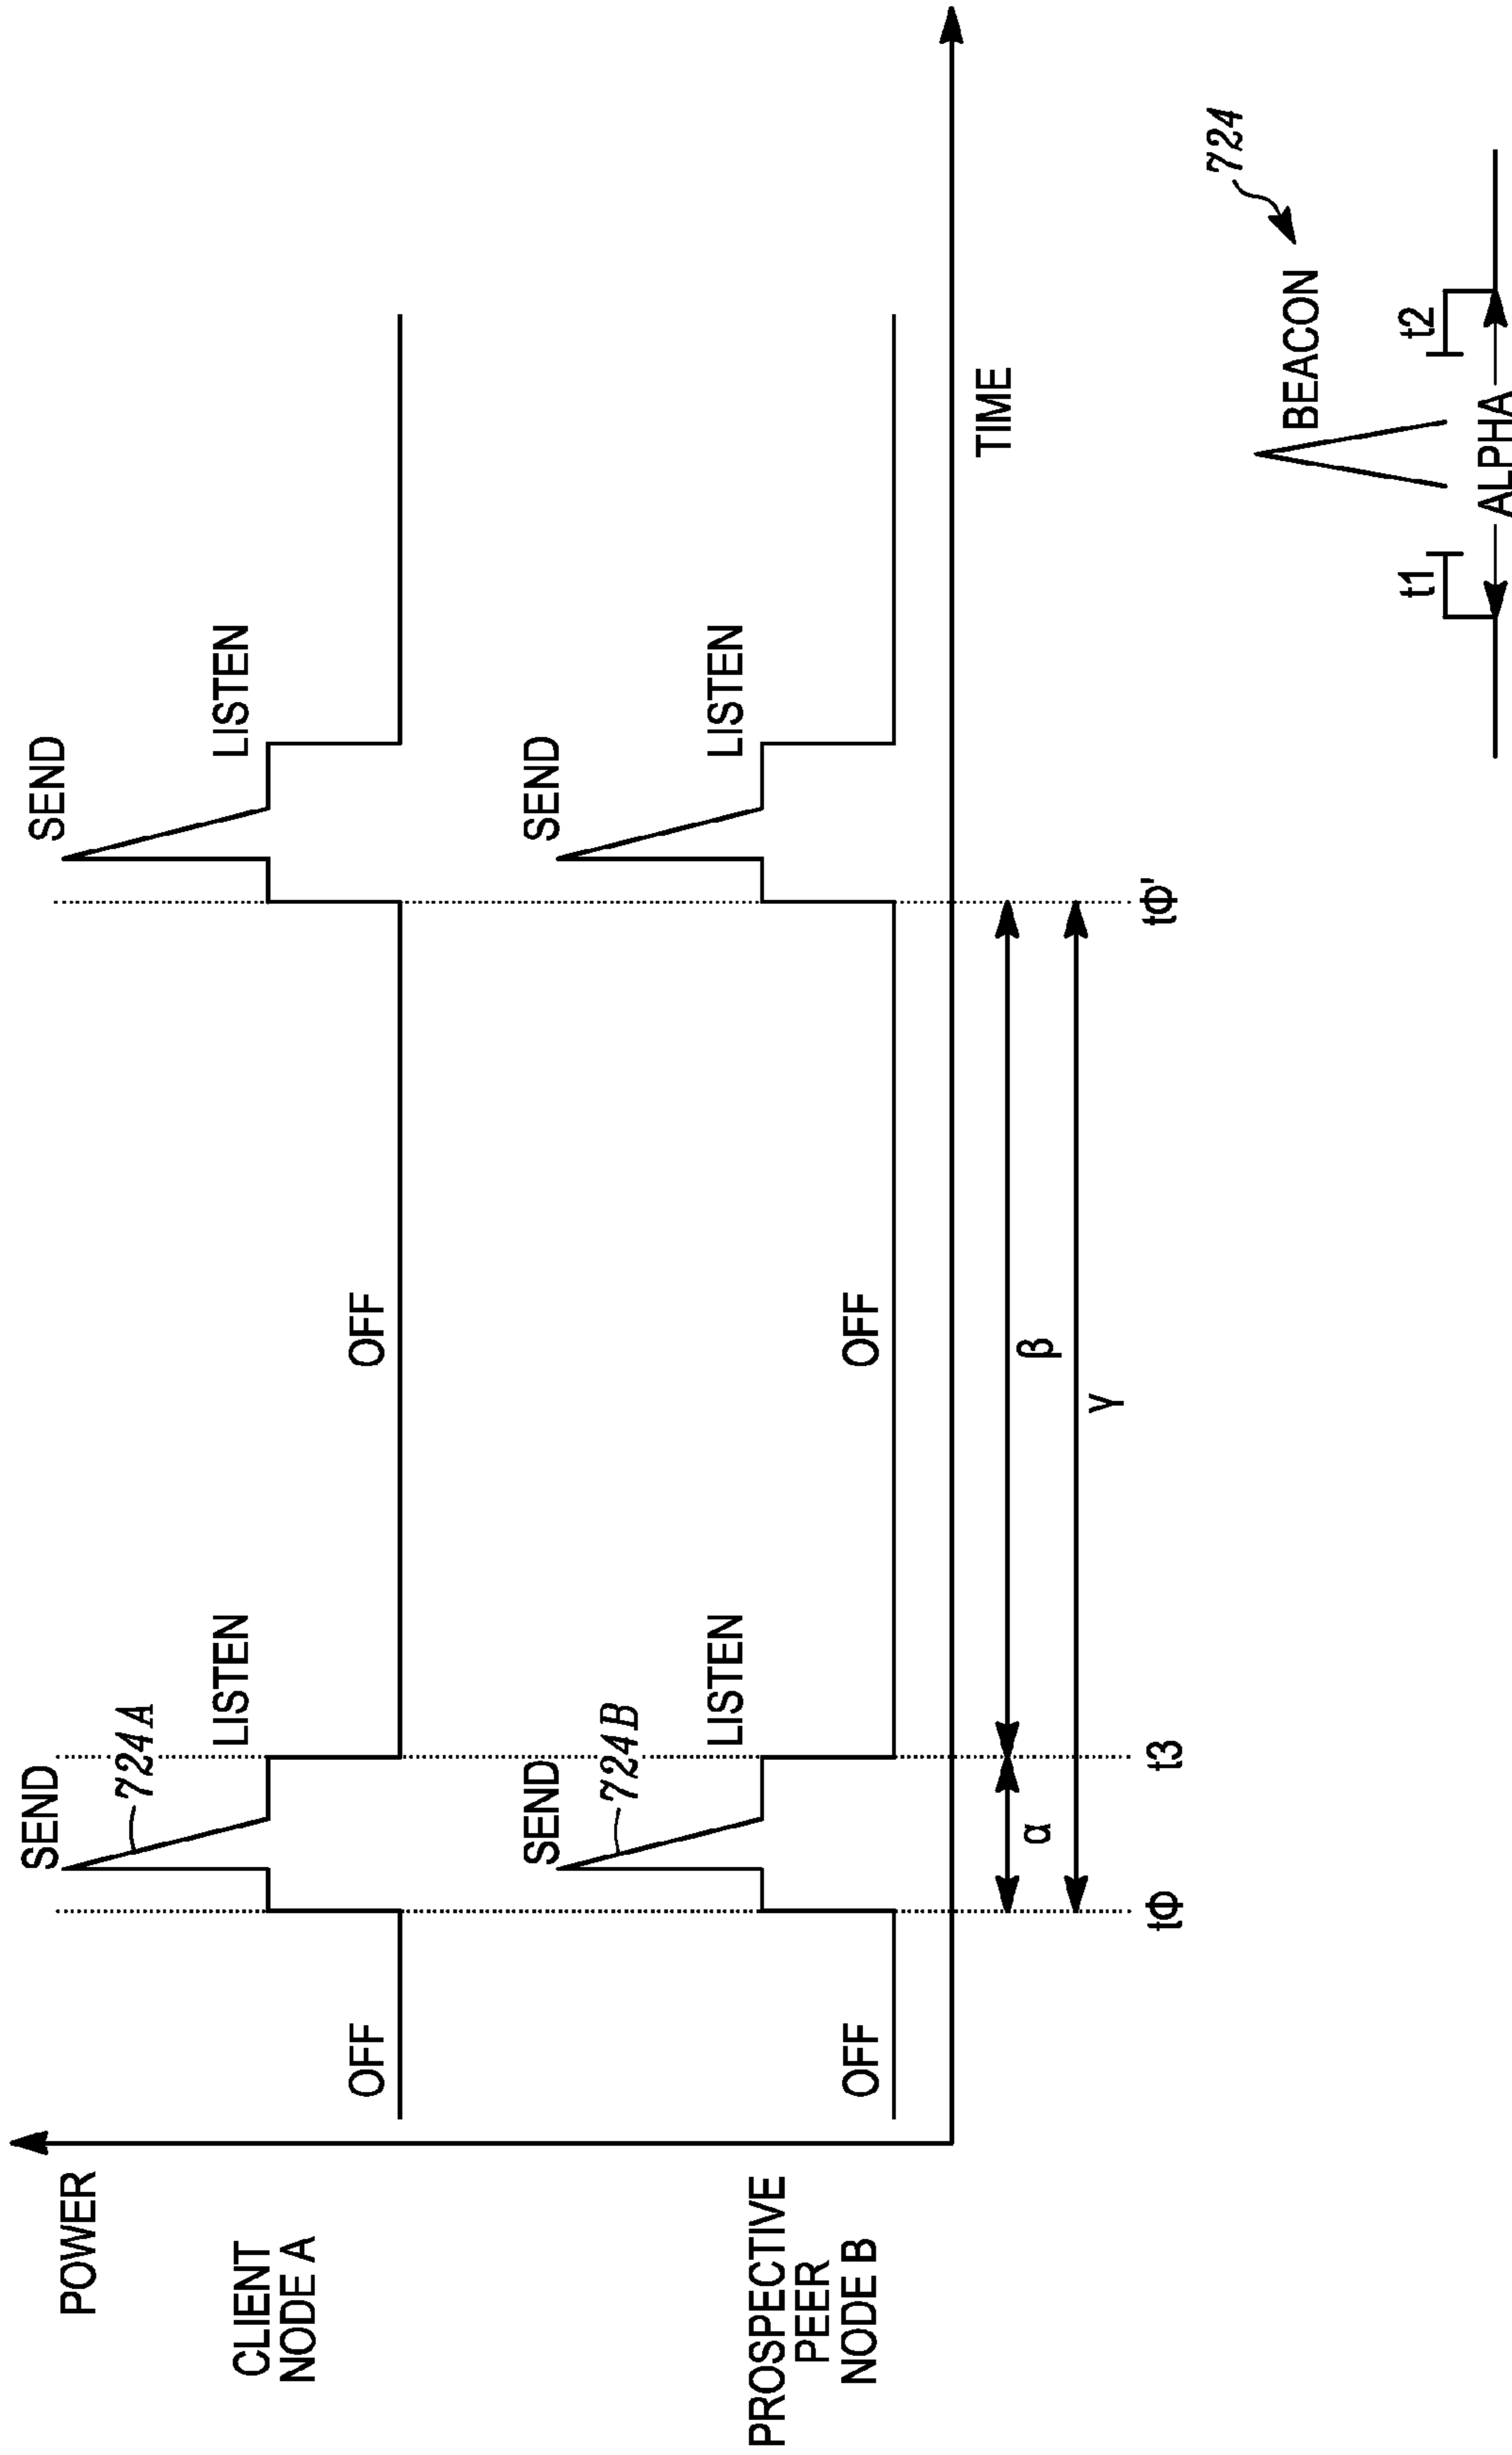 POWER
SEND
SEND
724A
CLIENT
NODE A
LISTEN
LISTEN
OFF
OFF
SEND
SEND
724B
PROSPECTIVE
PEER
NODE B
LISTEN
LISTEN
OFF
OFF
TIME
α
β
γ
tΦ
t3
tΦ'
724
BEACON
t1
t2
ALPHA